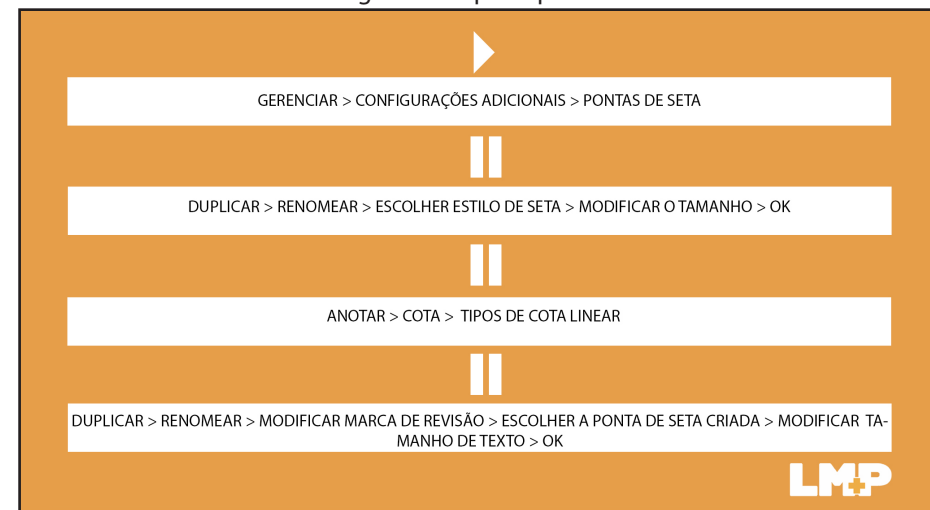 GERENCIAR > CONFIGURAÇÕES ADICIONAIS > PONTAS DE SETA
DUPLICAR > RENOMEAR > ESCOLHER ESTILO DE SETA > MODIFICAR O TAMANHO > OK
ANOTAR > COTA > TIPOS DE COTA LINEAR
DUPLICAR > RENOMEAR > MODIFICAR MARCA DE REVISÃO > ESCOLHER A PONTA DE SETA CRIADA > MODIFICAR TA-
MANHO DE TEXTO > OK
LM+P